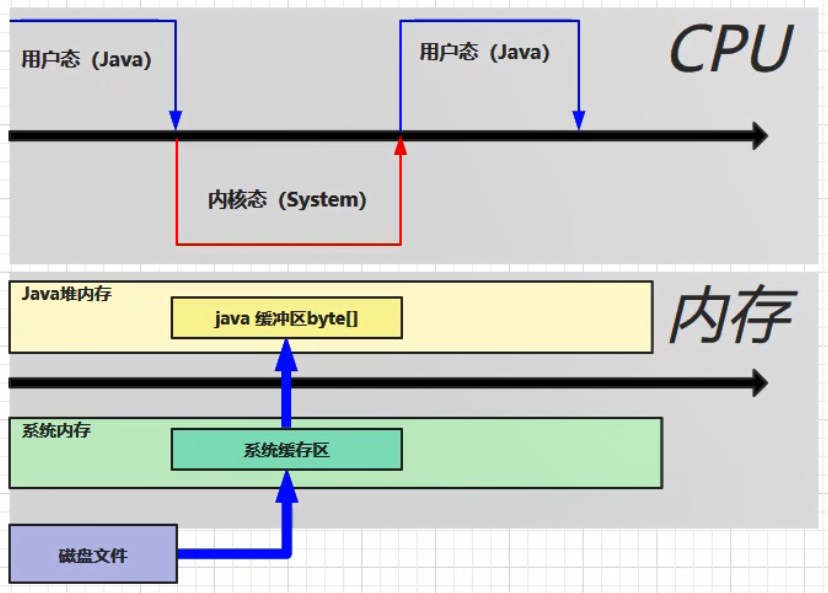 用户态（Java）
用户态（Java）
CPU
内核态（System）
Java堆内存
java 缓冲区byte[]
内存
系统内存
系统缓存区
磁盘文件